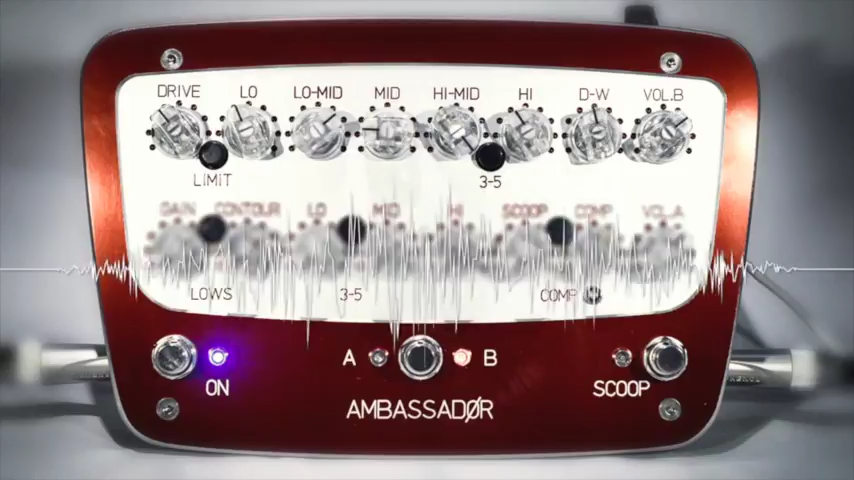 DRIVE LO LO-MID MID HI-MID HI D-W VOL.B
LIMIT 3-5
GAIN CONTOUR LO MID HI SCOOP COMP VOL.A
LOWS 3-5 COMP
A B
ON SCOOP
AMBASSADØR